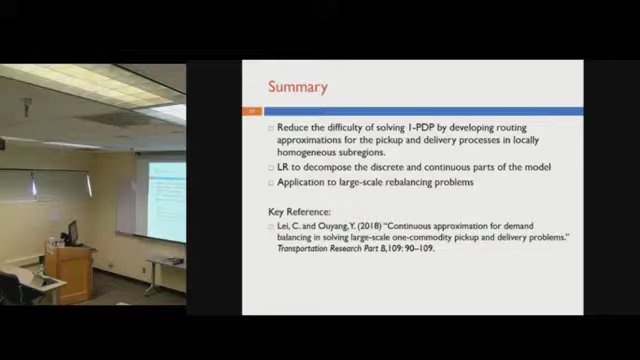 Summary
Reduce the difficulty of solving 1-PDP by developing routing
approximations for the pickup and delivery processes in locally
homogeneous subregions.
LR to decompose the discrete and continuous parts of the model
Application to large-scale rebalancing problems
Key Reference:
Lei, C. and Ouyang, Y. (2018) "Continuous approximation for demand
balancing in solving large-scale one-commodity pickup and delivery problems."
Transportation Research Part B, 109: 90-109.